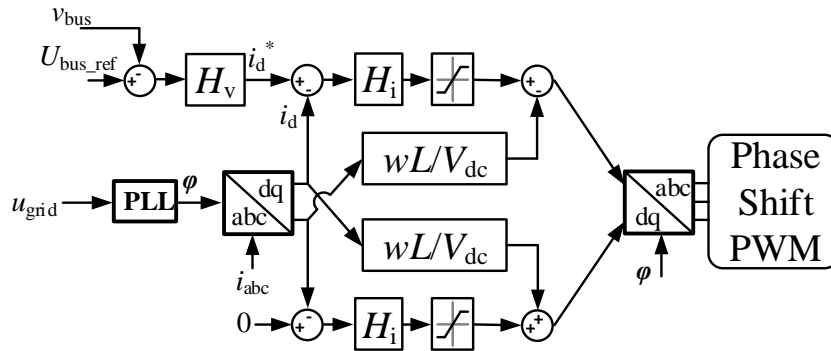 v_bus
U_bus_ref
+ -
H_v
i_d^*
+ -
i_d
H_i
+ -
wL/V_dc
u_grid
PLL
φ
dq
abc
i_abc
wL/V_dc
abc
dq
φ
Phase
Shift
PWM
0
+ -
H_i
+ +